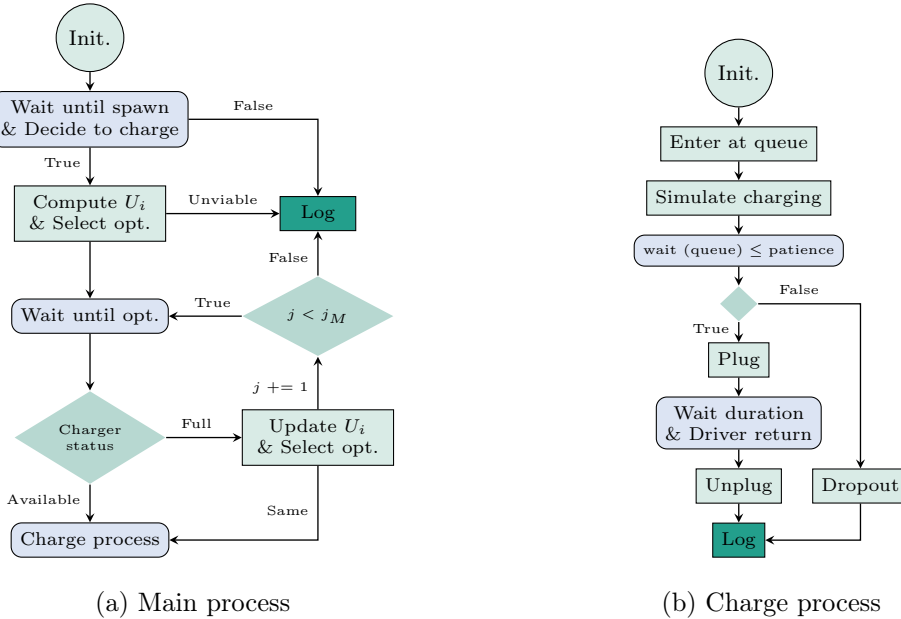 Init.
Wait until spawn
& Decide to charge
False
True
Compute U_i
& Select opt.
Unviable
Log
False
Wait until opt.
True
j < j_M
j += 1
Charger
status
Full
Update U_i
& Select opt.
Available
Same
Charge process
(a) Main process
Init.
Enter at queue
Simulate charging
wait (queue) ≤ patience
False
True
Plug
Wait duration
& Driver return
Unplug
Dropout
Log
(b) Charge process